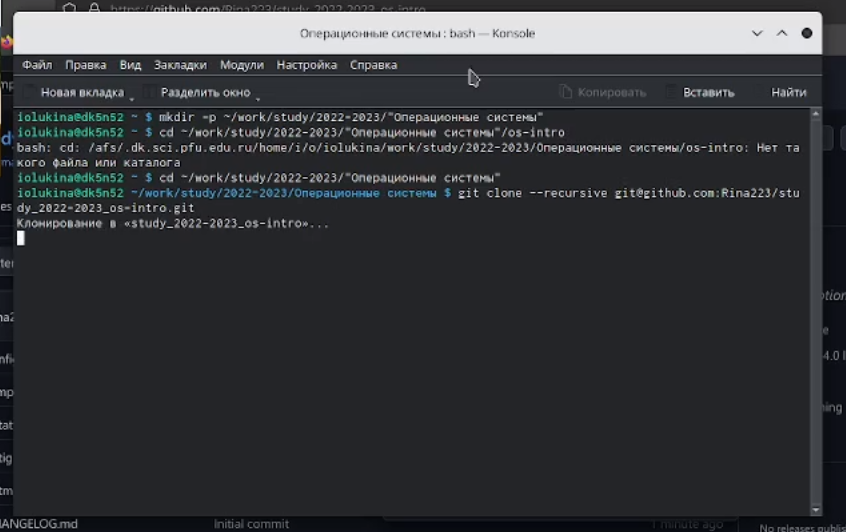 https://github.com/Rina223/study_2022-2023_os-intro
Операционные системы : bash — Konsole
Файл Правка Вид Закладки Модули Настройка Справка
Новая вкладка Разделить окно Копировать Вставить Найти
iolukina@dk5n52 ~ $ mkdir -p ~/work/study/2022-2023/"Операционные системы"
iolukina@dk5n52 ~ $ cd ~/work/study/2022-2023/"Операционные системы"/os-intro
bash: cd: /afs/.dk.sci.pfu.edu.ru/home/i/o/iolukina/work/study/2022-2023/Операционные системы/os-intro: Нет та
кого файла или каталога
iolukina@dk5n52 ~ $ cd ~/work/study/2022-2023/"Операционные системы"
iolukina@dk5n52 ~/work/study/2022-2023/Операционные системы $ git clone --recursive git@github.com:Rina223/stu
dy_2022-2023_os-intro.git
Клонирование в «study_2022-2023_os-intro»...
ANGELOG.md Initial commit 1 minute ago No releases publis